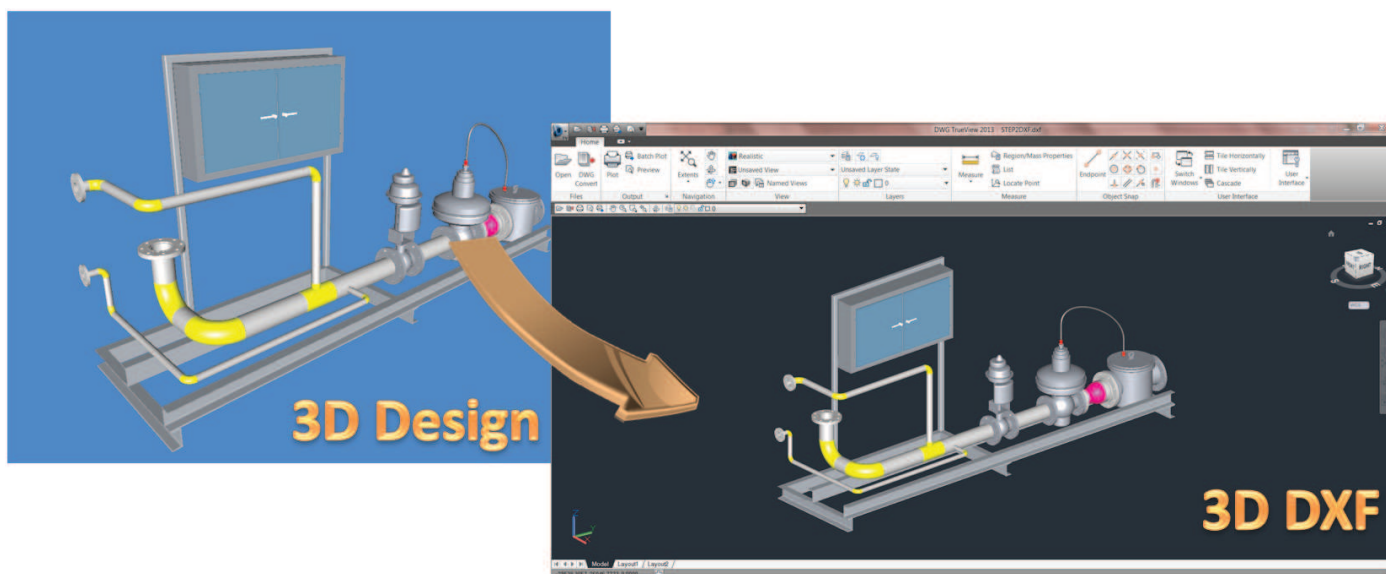 3D Design
DWG TrueView 2013 STEP2DXF.dxf
Home
Batch Plot
Realistic
Region/Mass Properties
Tile Horizontally
Preview
Unsaved View
Unsaved Layer State
List
Tile Vertically
Open
DWG
Convert
Plot
Extents
Named Views
0
Measure
Locate Point
Endpoint
Switch
Windows
Cascade
User
Interface
Files
Output
Navigation
View
Layers
Measure
Object Snap
User Interface
0
3D DXF
Model
Layout1
Layout2